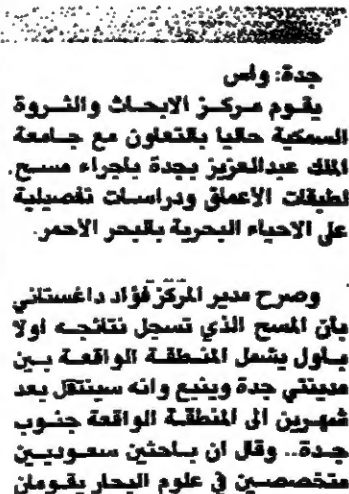 جدة: واس
يقوم مركز الابحاث والثروة
السمكية حاليا بالتعاون مع جامعة
الملك عبدالعزيز بجدة باجراء مسح.
لطبقات الاعماق ودراسات تفصيلية
على الاحياء البحرية بالبحر الاحمر.
وصرح مدير المركز فؤاد داغستاني
بأن المسح الذي تسجل نتائجه اولا
بأول يشمل المنطقة الواقعة بين
مدينتي جدة وينبع وانه سينتقل بعد
شهرين الى المنطقة الواقعة جنوب
جدة.. وقال ان باحثين سعوديين
متخصصين في علوم البحار يقومان